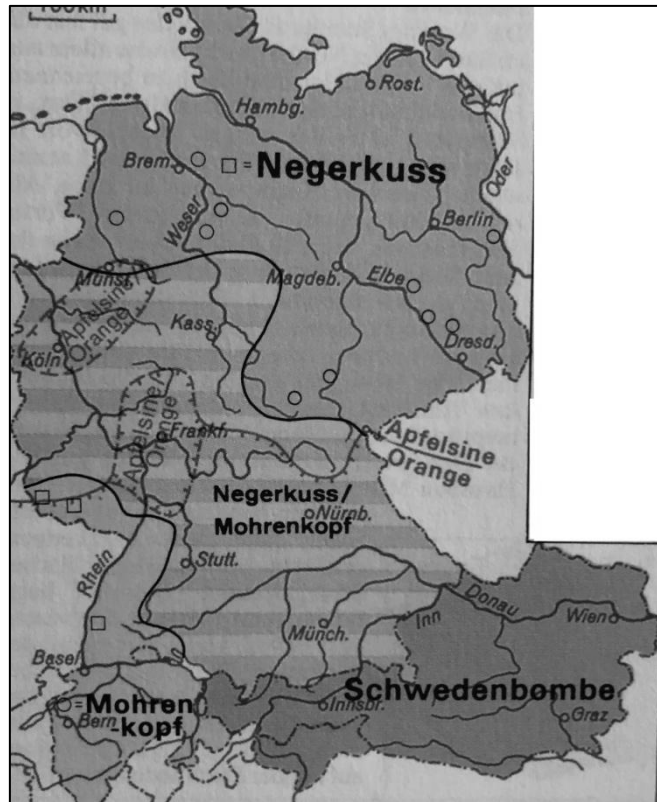 100km
Rost.
Hambg.
Oder
Brem.
□ = Negerkuss
Weser
Berlin
Münst.
Magdeb.
Elbe
Apfelsine
Orange
Kass.
Köln
Dresd.
Apfelsine
Orange
Frankf.
Apfelsine
Orange
Negerkuss/
Mohrenkopf
Nürnb.
Rhein
Stutt.
Donau
Inn
Wien
Münch.
Basel
Schwedenbombe
○ = Mohren
kopf
Bern
Innsbr.
Graz